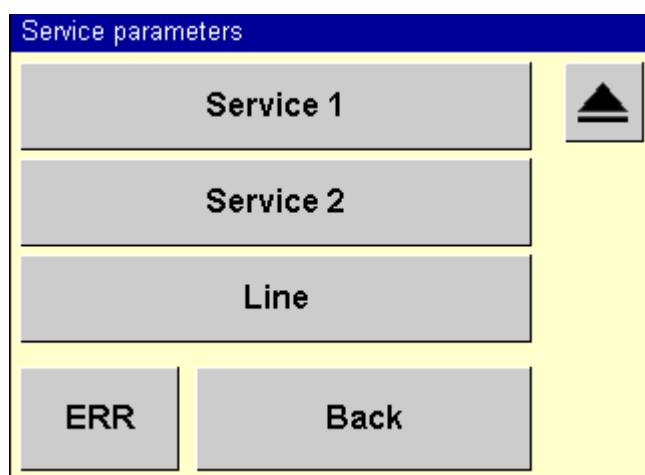 Service parameters
Service 1
Service 2
Line
ERR
Back